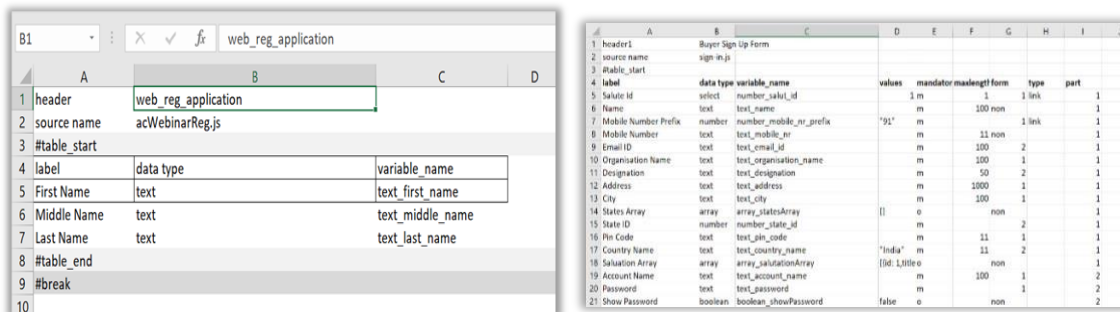 B1 fx web_reg_application
A B C D
1 header web_reg_application
2 source name acWebinarReg.js
3 #table_start
4 label data type variable_name
5 First Name text text_first_name
6 Middle Name text text_middle_name
7 Last Name text text_last_name
8 #table_end
9 #break
10
A B C D E F G H I
1 header1 Buyer Sign Up Form
2 source name sign-in.js
3 #table_start
4 label data type variable_name values mandator maxlengtl form type part
5 Salute Id select number_salut_id 1 m 1 1 link 1
6 Name text text_name m 100 non 1
7 Mobile Number Prefix number number_mobile_nr_prefix "91" m 1 link 1
8 Mobile Number text text_mobile_nr m 11 non 1
9 Email ID text text_email_id m 100 2 1
10 Organisation Name text text_organisation_name m 100 1 1
11 Designation text text_designation m 50 2 1
12 Address text text_address m 1000 1 1
13 City text text_city m 100 1 1
14 States Array array array_statesArray [] o non 1
15 State ID number number_state_id m 2 1
16 Pin Code text text_pin_code m 11 1 1
17 Country Name text text_country_name "India" m 11 2 1
18 Saluation Array array array_salutationArray [{id: 1,title o non 1
19 Account Name text text_account_name m 100 1 2
20 Password text text_password m 1 2
21 Show Password boolean boolean_showPassword false o non 2